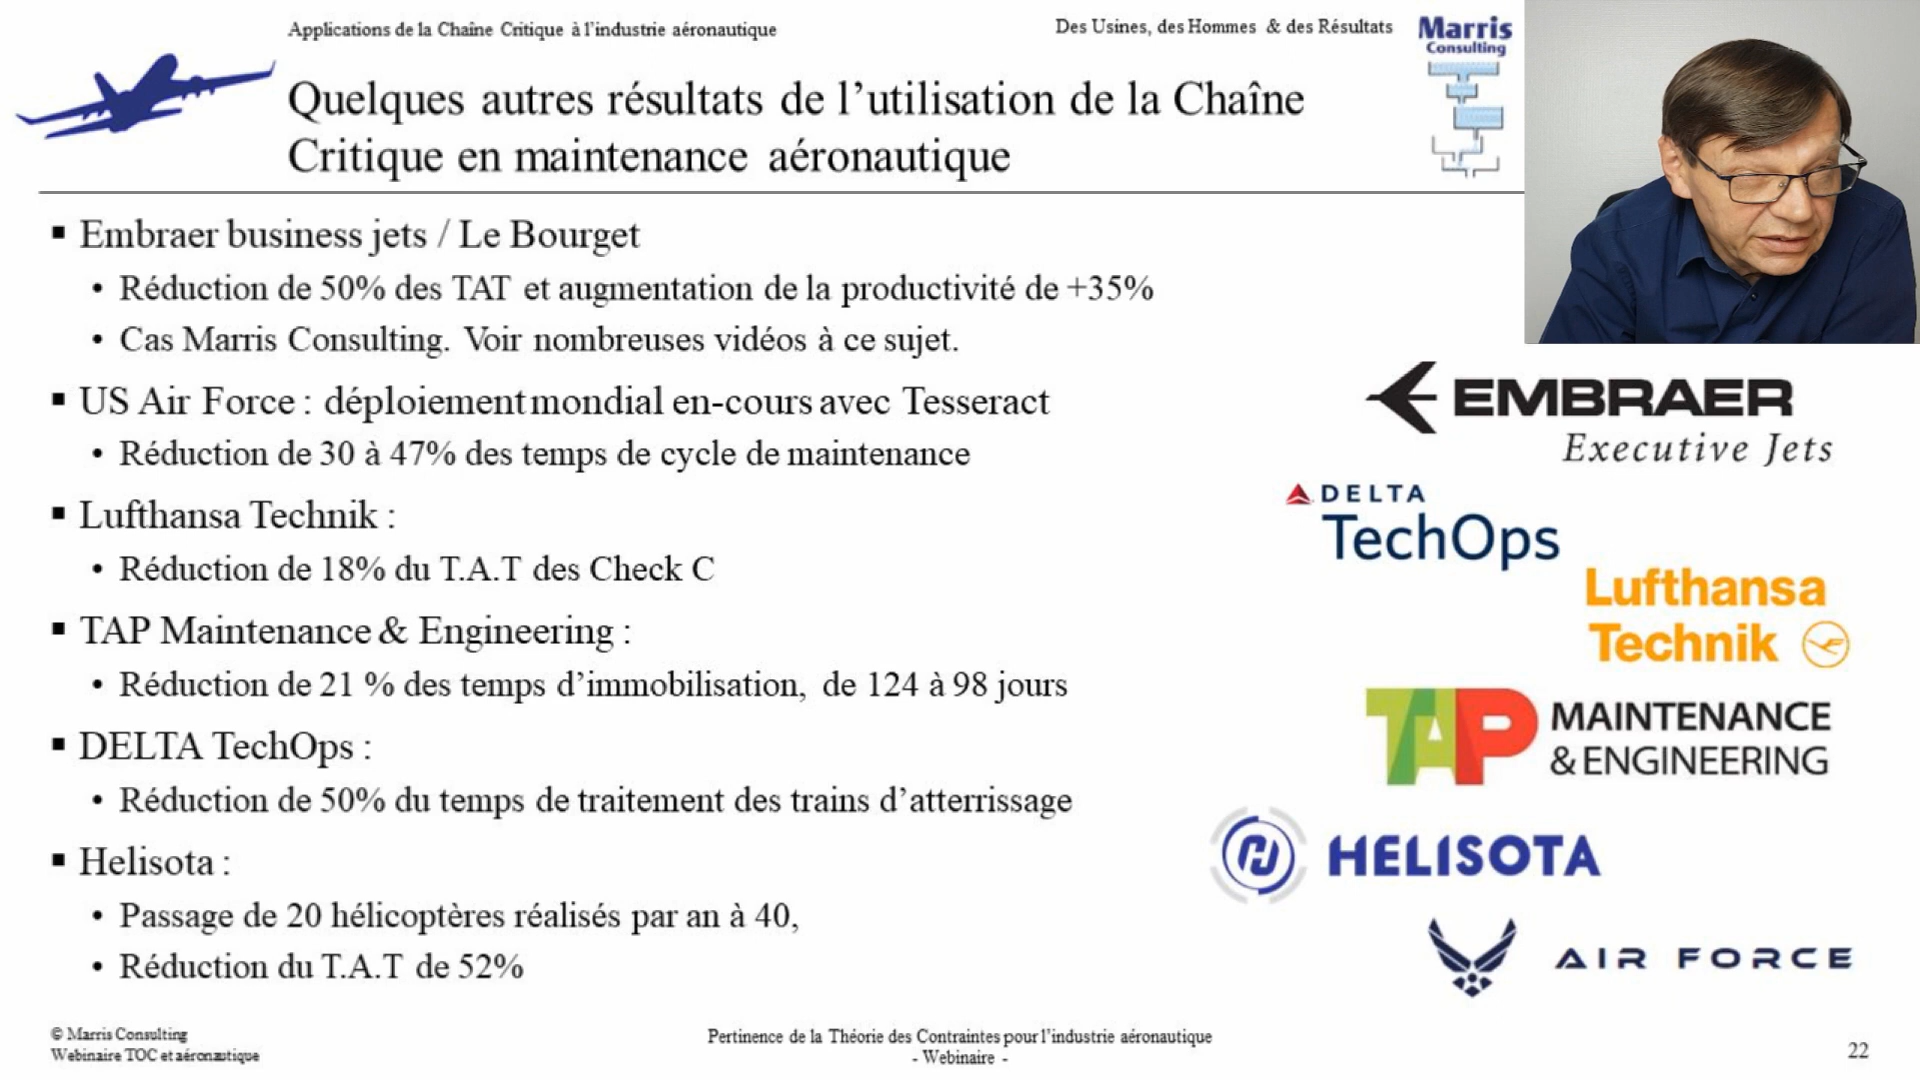 Applications de la Chaîne Critique à l'industrie aéronautique
Des Usines, des Hommes & des Résultats
Marris
Consulting
Quelques autres résultats de l'utilisation de la Chaîne
Critique en maintenance aéronautique
▪ Embraer business jets / Le Bourget
• Réduction de 50% des TAT et augmentation de la productivité de +35%
• Cas Marris Consulting. Voir nombreuses vidéos à ce sujet.
▪ US Air Force : déploiement mondial en-cours avec Tesseract
• Réduction de 30 à 47% des temps de cycle de maintenance
▪ Lufthansa Technik :
• Réduction de 18% du T.A.T des Check C
▪ TAP Maintenance & Engineering :
• Réduction de 21 % des temps d'immobilisation, de 124 à 98 jours
▪ DELTA TechOps :
• Réduction de 50% du temps de traitement des trains d'atterrissage
▪ Helisota :
• Passage de 20 hélicoptères réalisés par an à 40,
• Réduction du T.A.T de 52%
EMBRAER
Executive Jets
DELTA
TechOps
Lufthansa
Technik
TAP MAINTENANCE
& ENGINEERING
HELISOTA
AIR FORCE
© Marris Consulting
Webinaire TOC et aéronautique
Pertinence de la Théorie des Contraintes pour l'industrie aéronautique
- Webinaire -
22